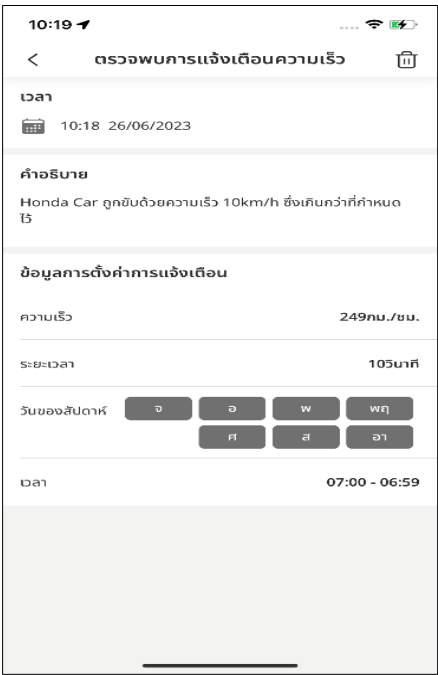 10:19
ตรวจพบการแจ้งเตือนความเร็ว
เวลา
10:18 26/06/2023
คำอธิบาย
Honda Car ถูกขับด้วยความเร็ว 10km/h ซึ่งเกินกว่าที่กำหนด
ไว้
ข้อมูลการตั้งค่าการแจ้งเตือน
ความเร็ว 249กม./ชม.
ระยะเวลา 10วินาที
วันของสัปดาห์ จ อ พ พฤ
ศ ส อา
เวลา 07:00 - 06:59